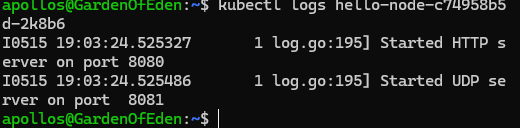 apollos@GardenOfEden:~$ kubectl logs hello-node-c74958b5
d-2k8b6
I0515 19:03:24.525327       1 log.go:195] Started HTTP s
erver on port 8080
I0515 19:03:24.525486       1 log.go:195] Started UDP se
rver on port  8081
apollos@GardenOfEden:~$